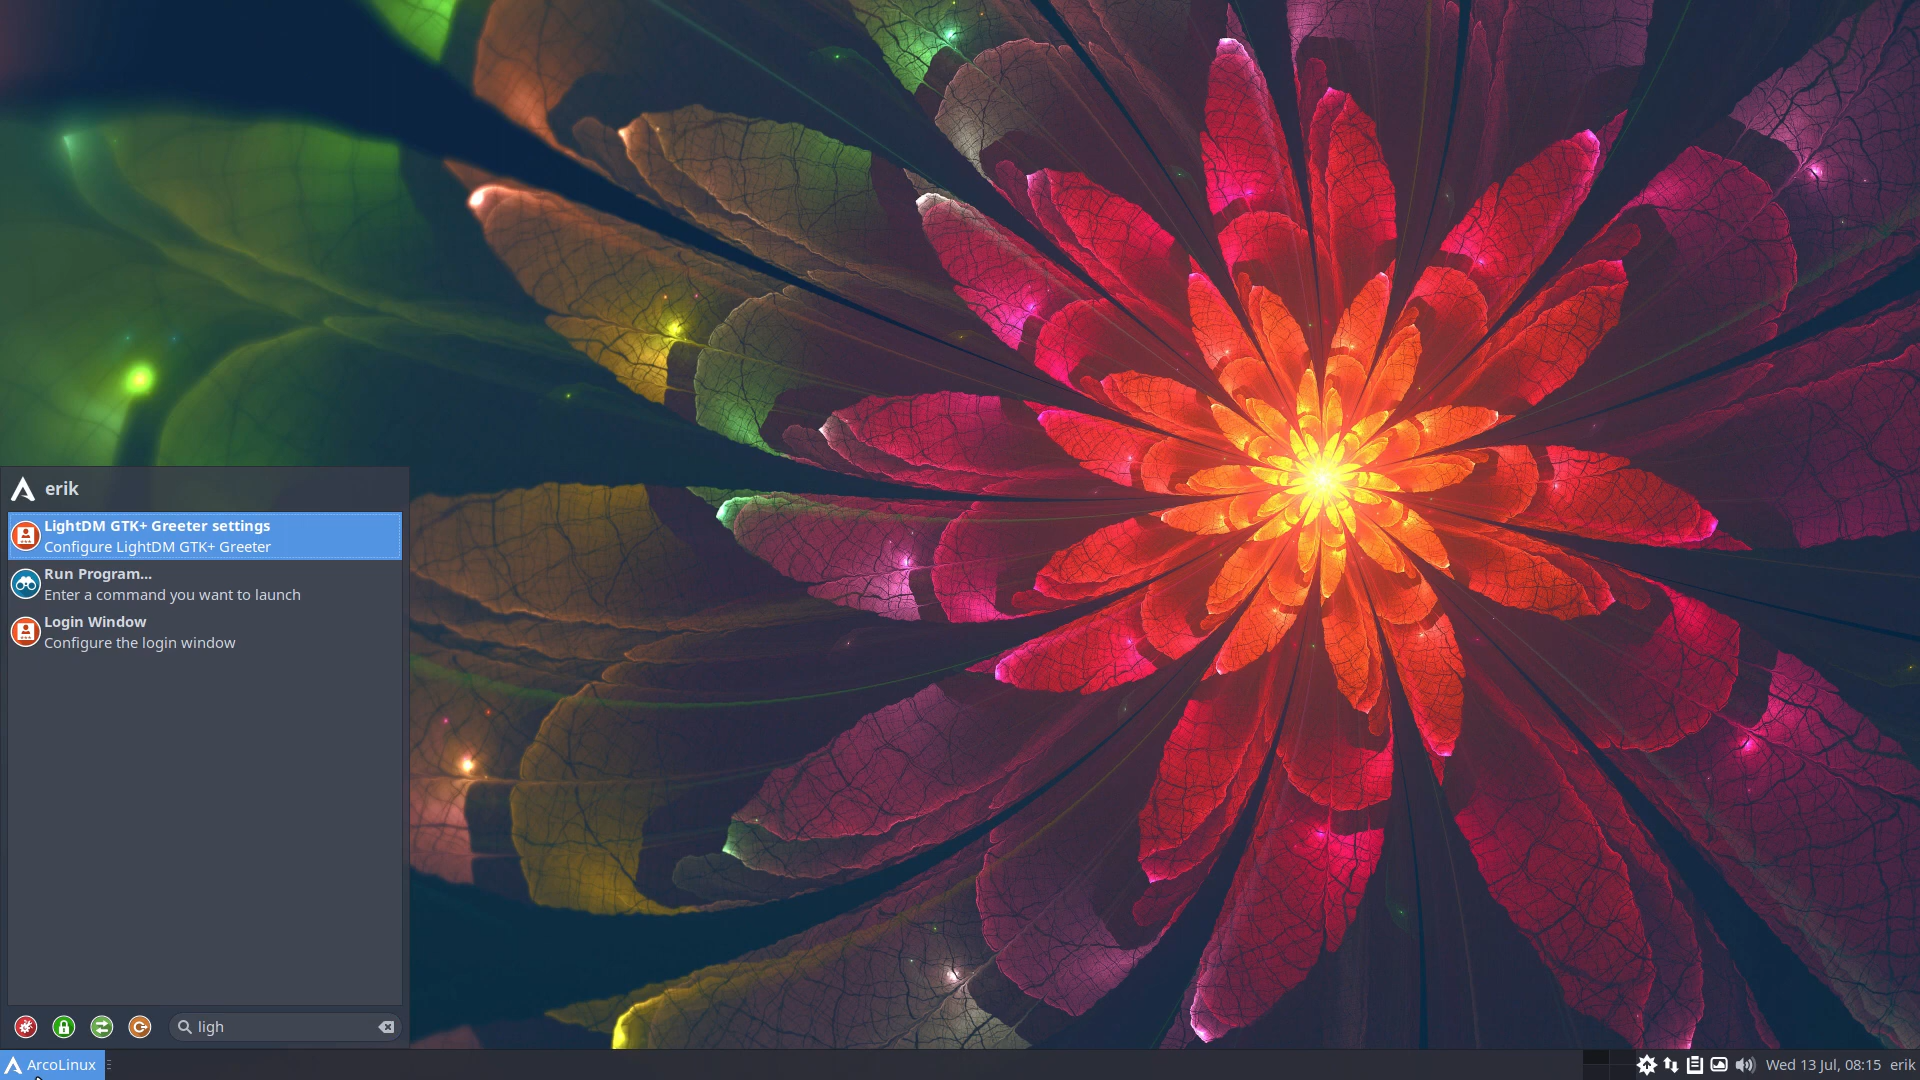 erik
LightDM GTK+ Greeter settings
Configure LightDM GTK+ Greeter
Run Program...
Enter a command you want to launch
Login Window
Configure the login window
ligh
ArcoLinux
Wed 13 Jul, 08:15 erik